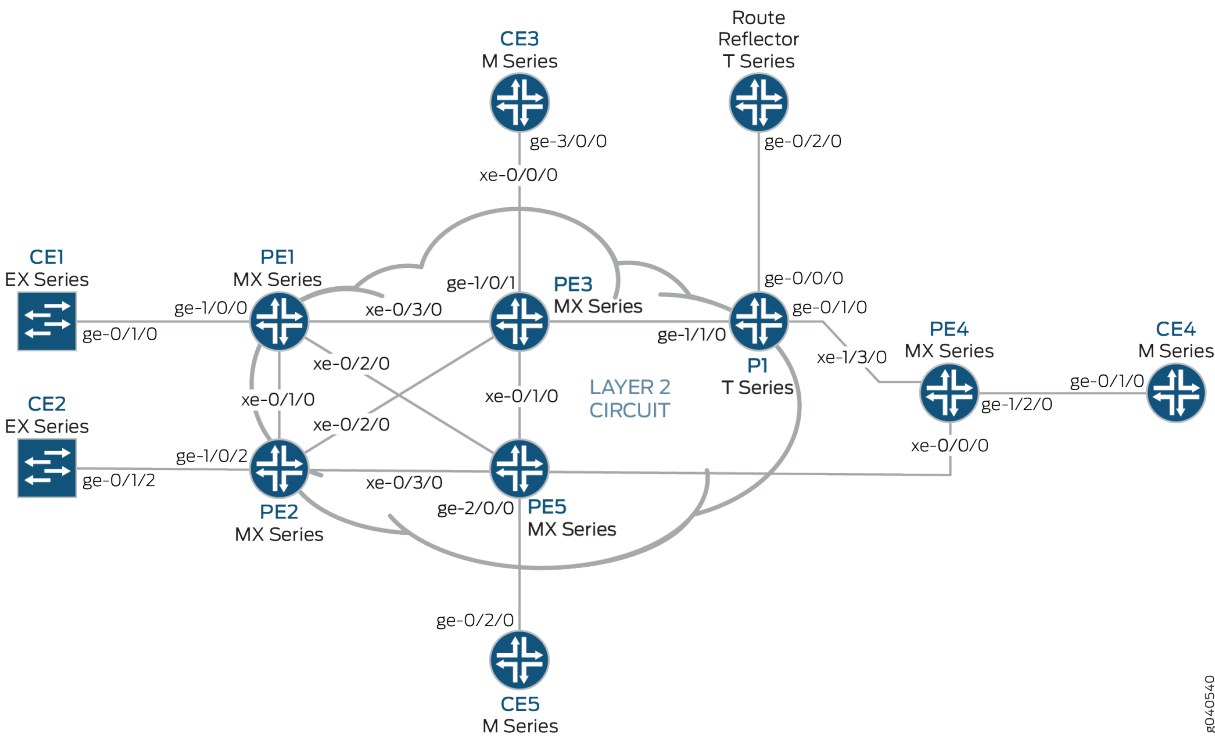 CE3
M Series
Route
Reflector
T Series
ge-3/0/0
ge-0/2/0
xe-0/0/0
CE1
EX Series
PE1
MX Series
ge-1/0/1
PE3
MX Series
ge-0/0/0
ge-0/1/0
ge-1/0/0
xe-0/3/0
ge-0/1/0
ge-1/1/0
PE4
MX Series
CE4
M Series
xe-0/2/0
xe-1/3/0
P1
T Series
LAYER 2
CIRCUIT
xe-0/1/0
xe-0/1/0
ge-0/1/0
ge-1/2/0
CE2
EX Series
xe-0/2/0
xe-0/0/0
ge-1/0/2
ge-0/1/2
xe-0/3/0
ge-2/0/0
PE2
MX Series
PE5
MX Series
ge-0/2/0
CE5
M Series
g040540